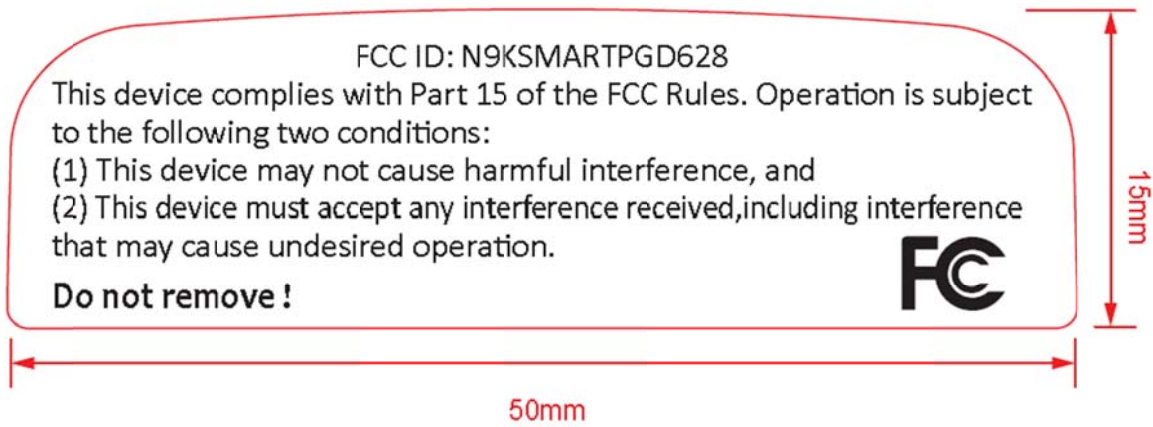 FCC ID: N9KSMARTPGD628
This device complies with Part 15 of the FCC Rules. Operation is subject
to the following two conditions:
(1) This device may not cause harmful interference, and
(2) This device must accept any interference received,including interference
that may cause undesired operation.
Do not remove!
FC
15mm
50mm